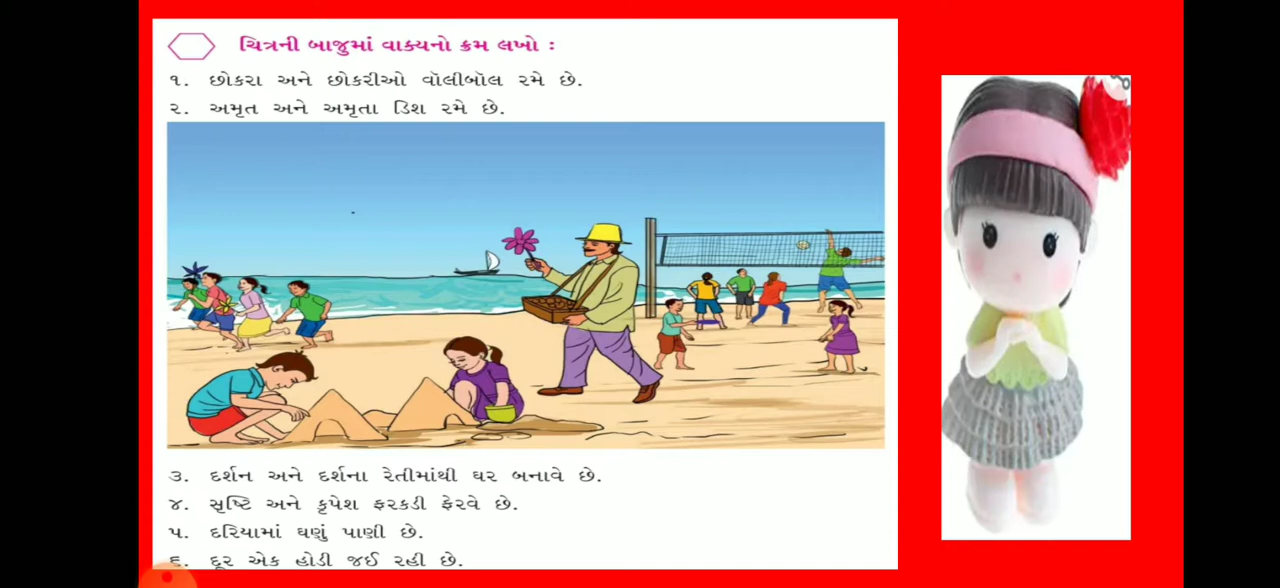 ચિત્રની બાજુમાં વાક્યનો ક્રમ લખો :
૧. છોકરા અને છોકરીઓ વૉલીબૉલ રમે છે.
૨. અમૃત અને અમૃતા ડિશ રમે છે.
૩. દર્શન અને દર્શના રેતીમાંથી ઘર બનાવે છે.
૪. સૃષ્ટિ અને કૃપેશ ફરકડી ફેરવે છે.
૫. દરિયામાં ઘણું પાણી છે.
૬. દૂર એક હોડી જઈ રહી છે.